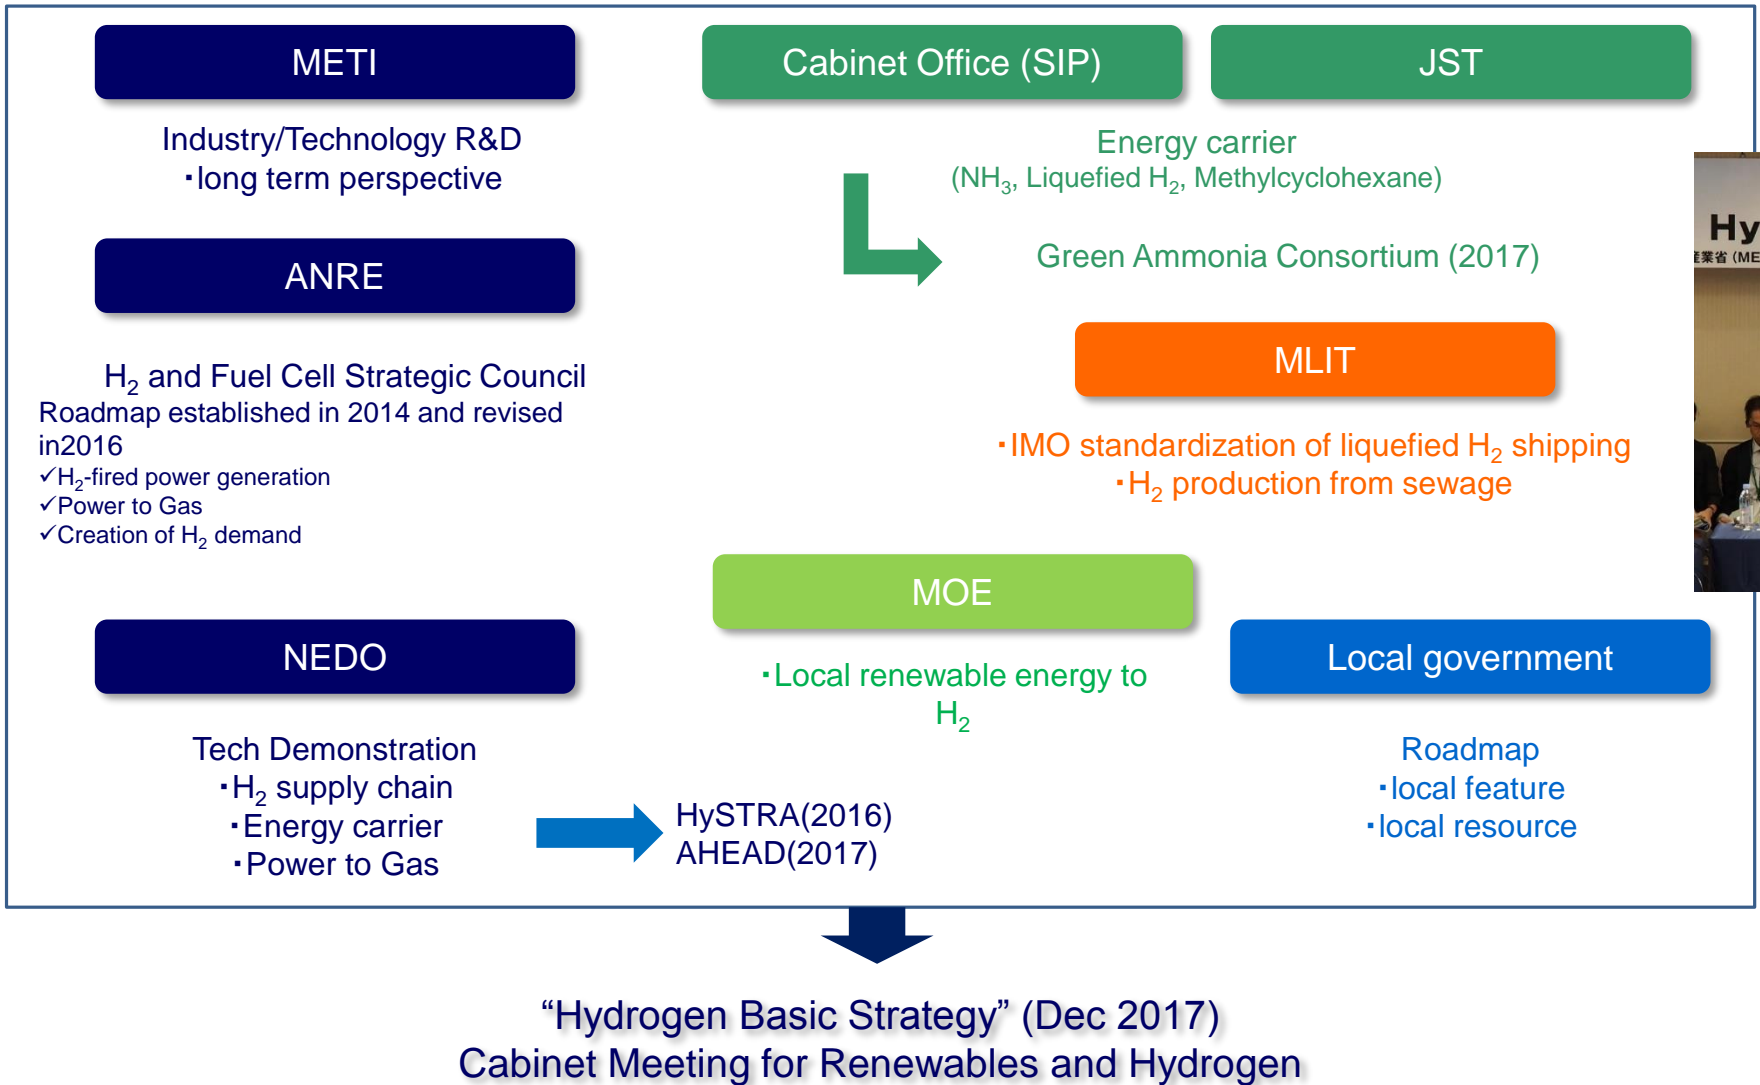 METI
Industry/Technology R&D
・long term perspective
ANRE
H₂ and Fuel Cell Strategic Council
Roadmap established in 2014 and revised
in2016
✓H₂-fired power generation
✓Power to Gas
✓Creation of H₂ demand
NEDO
Tech Demonstration
・H₂ supply chain
・Energy carrier
・Power to Gas
HySTRA(2016)
AHEAD(2017)
Cabinet Office (SIP)
JST
Energy carrier
(NH₃, Liquefied H₂, Methylcyclohexane)
Green Ammonia Consortium (2017)
MLIT
・IMO standardization of liquefied H₂ shipping
・H₂ production from sewage
MOE
・Local renewable energy to
H₂
Local government
Roadmap
・local feature
・local resource
Hy
産業省 (ME
“Hydrogen Basic Strategy” (Dec 2017)
Cabinet Meeting for Renewables and Hydrogen